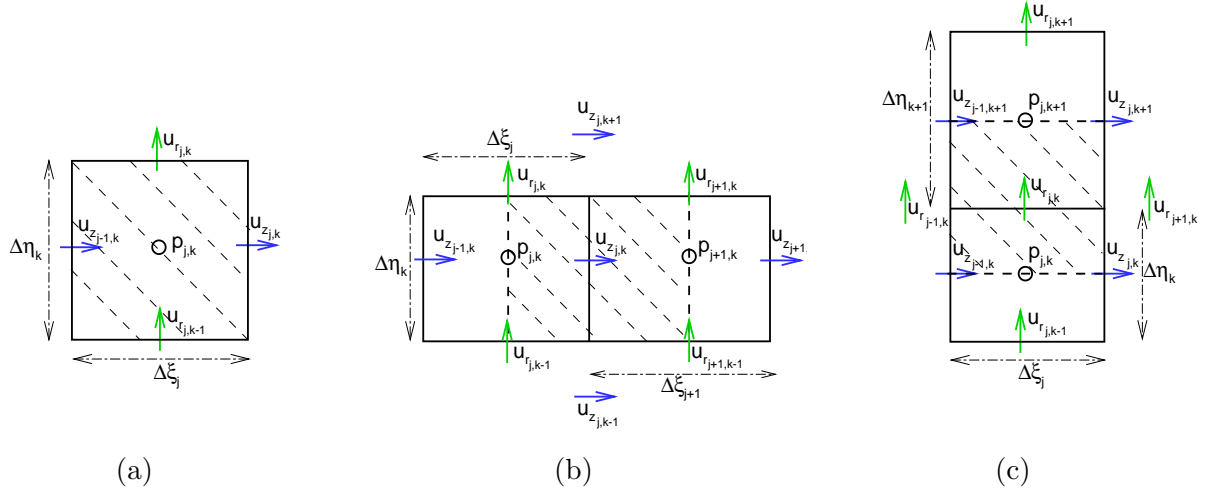 u_{r_{j,k}}
u_{z_{j,k}}
u_{z_{j-1,k}}
Δη_k
p_{j,k}
u_{r_{j,k-1}}
Δξ_j
(a)
u_{z_{j,k+1}}
Δξ_j
u_{r_{j,k}}
u_{r_{j+1,k}}
u_{z_{j-1,k}}
p_{j,k}
u_{z_{j,k}}
p_{j+1,k}
u_{z_{j+1,}}
Δη_k
u_{r_{j,k-1}}
u_{r_{j+1,k-1}}
Δξ_{j+1}
u_{z_{j,k-1}}
(b)
u_{r_{j,k+1}}
Δη_{k+1}
u_{z_{j-1,k+1}}
p_{j,k+1}
u_{z_{j,k+1}}
u_{r_{j,k}}
u_{r_{j-1,k}}
u_{r_{j+1,k}}
u_{z_{j-1,k}}
p_{j,k}
u_{z_{j,k}}
Δη_k
u_{r_{j,k-1}}
Δξ_j
(c)